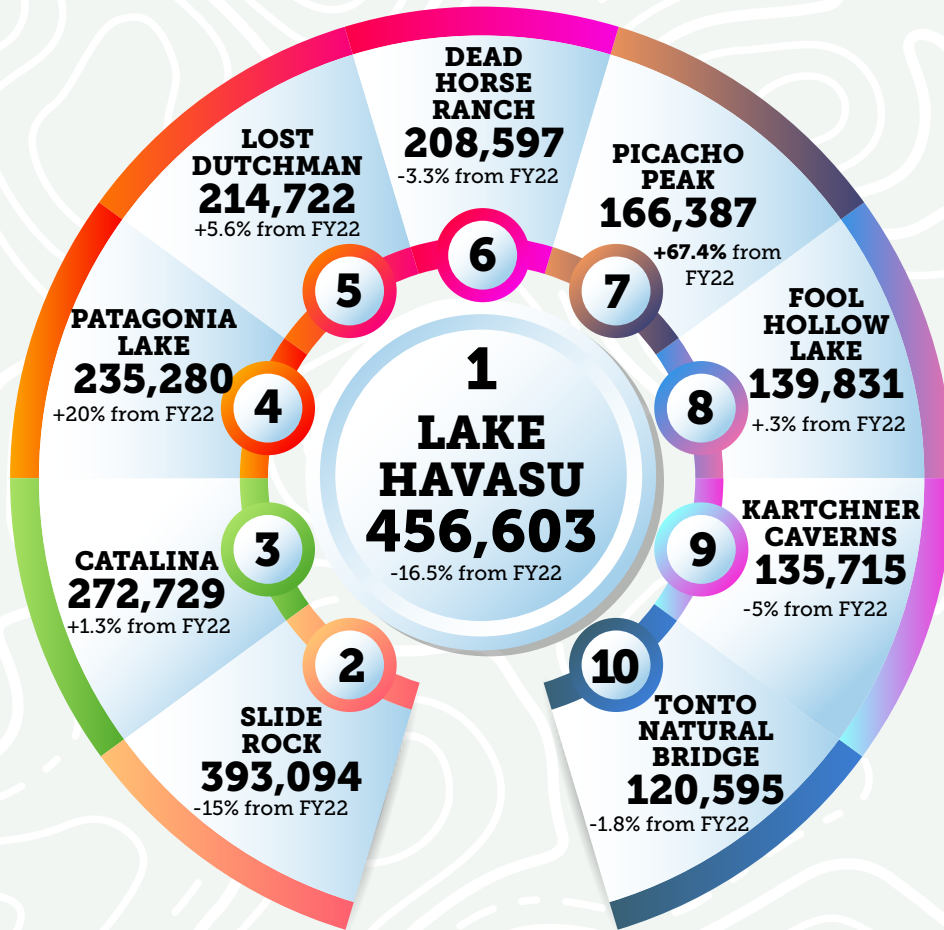 1
LAKE
HAVASU
456,603
-16.5% from FY22
2
SLIDE
ROCK
393,094
-15% from FY22
3
CATALINA
272,729
+1.3% from FY22
4
PATAGONIA
LAKE
235,280
+20% from FY22
5
LOST
DUTCHMAN
214,722
+5.6% from FY22
6
DEAD
HORSE
RANCH
208,597
-3.3% from FY22
7
PICACHO
PEAK
166,387
+67.4% from
FY22
8
FOOL
HOLLOW
LAKE
139,831
+.3% from FY22
9
KARTCHNER
CAVERNS
135,715
-5% from FY22
10
TONTO
NATURAL
BRIDGE
120,595
-1.8% from FY22